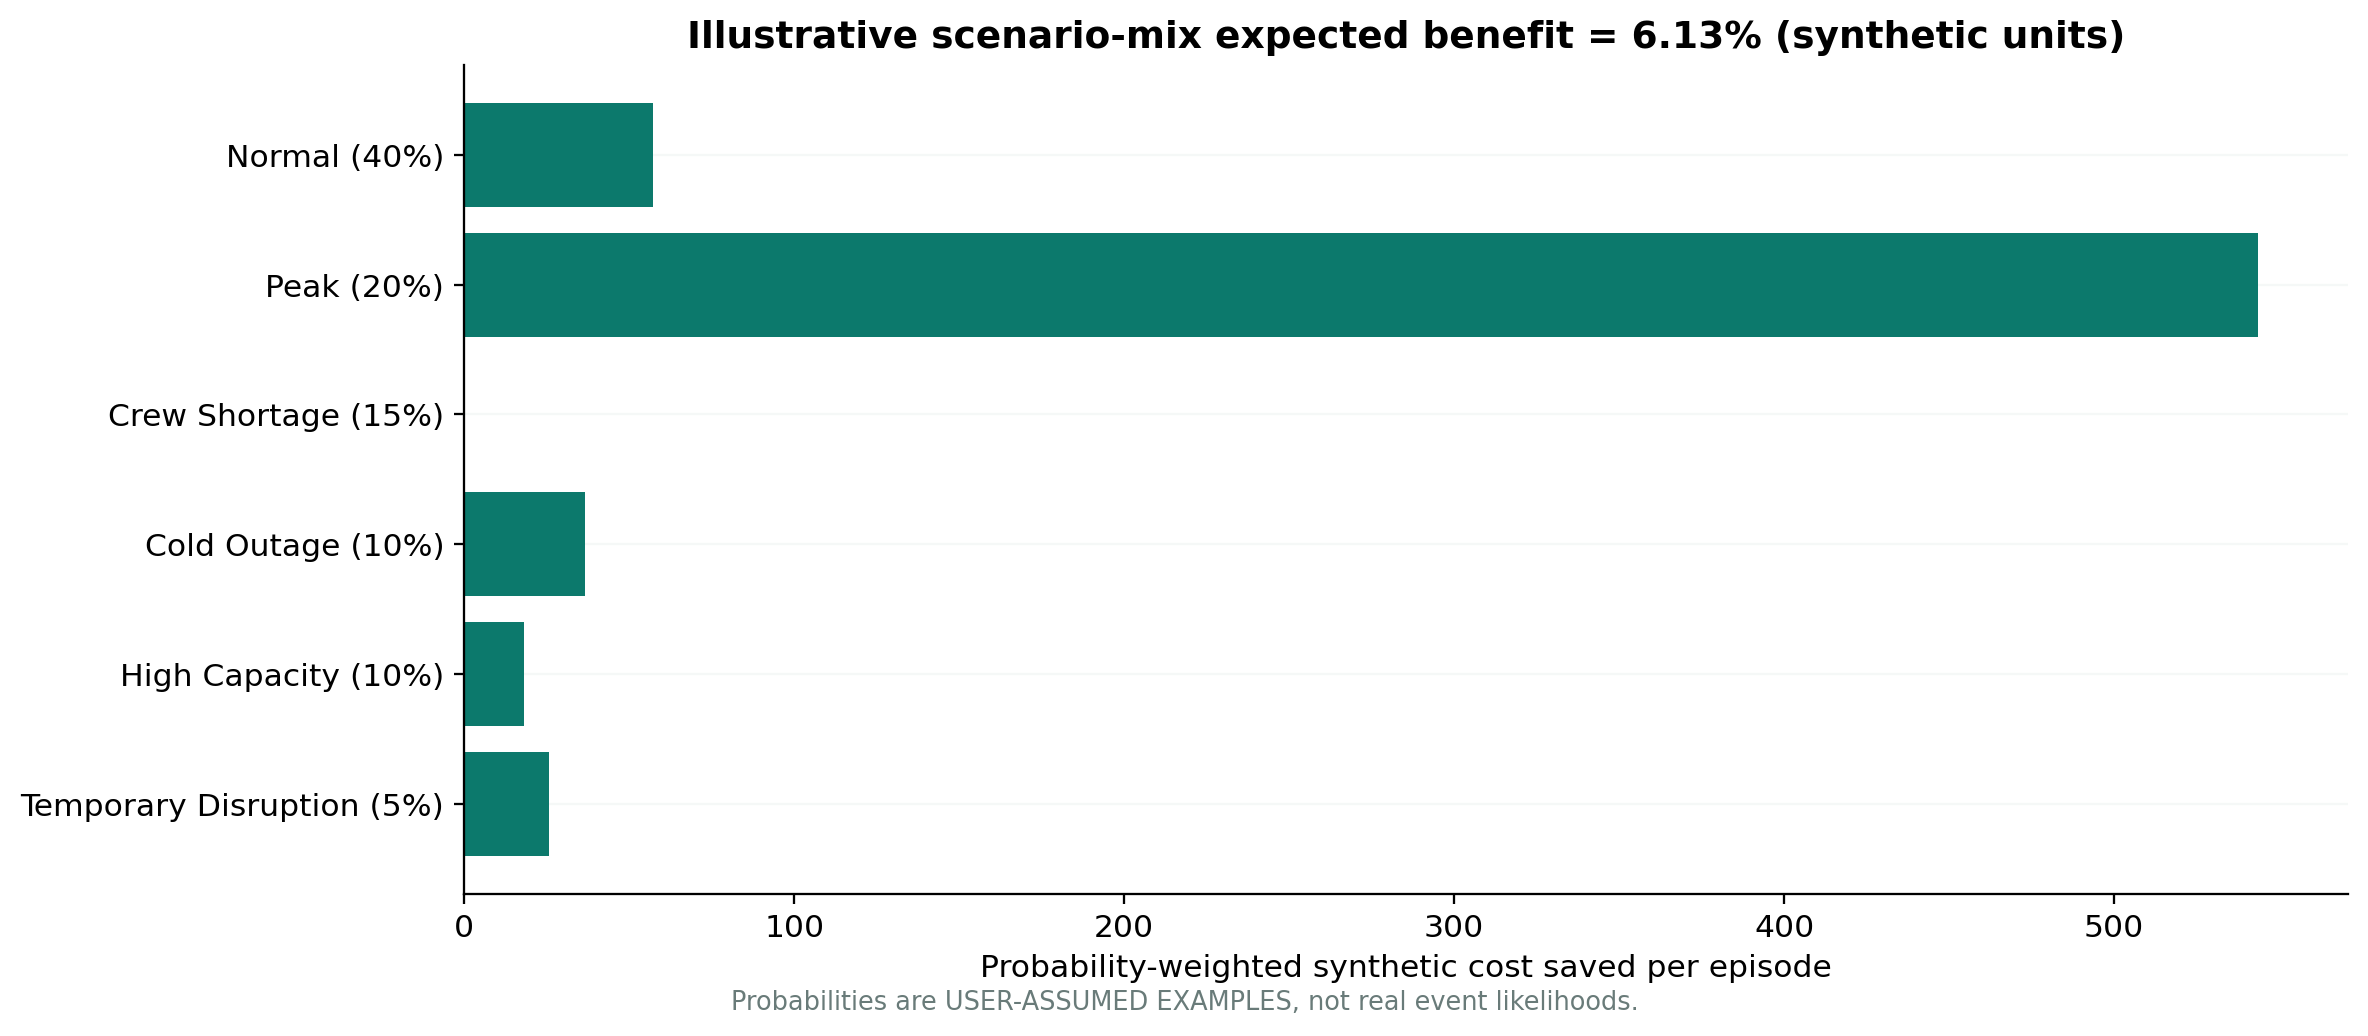 Illustrative scenario-mix expected benefit = 6.13% (synthetic units)
Normal (40%)
Peak (20%)
Crew Shortage (15%)
Cold Outage (10%)
High Capacity (10%)
Temporary Disruption (5%)
0 100 200 300 400 500
Probability-weighted synthetic cost saved per episode
Probabilities are USER-ASSUMED EXAMPLES, not real event likelihoods.